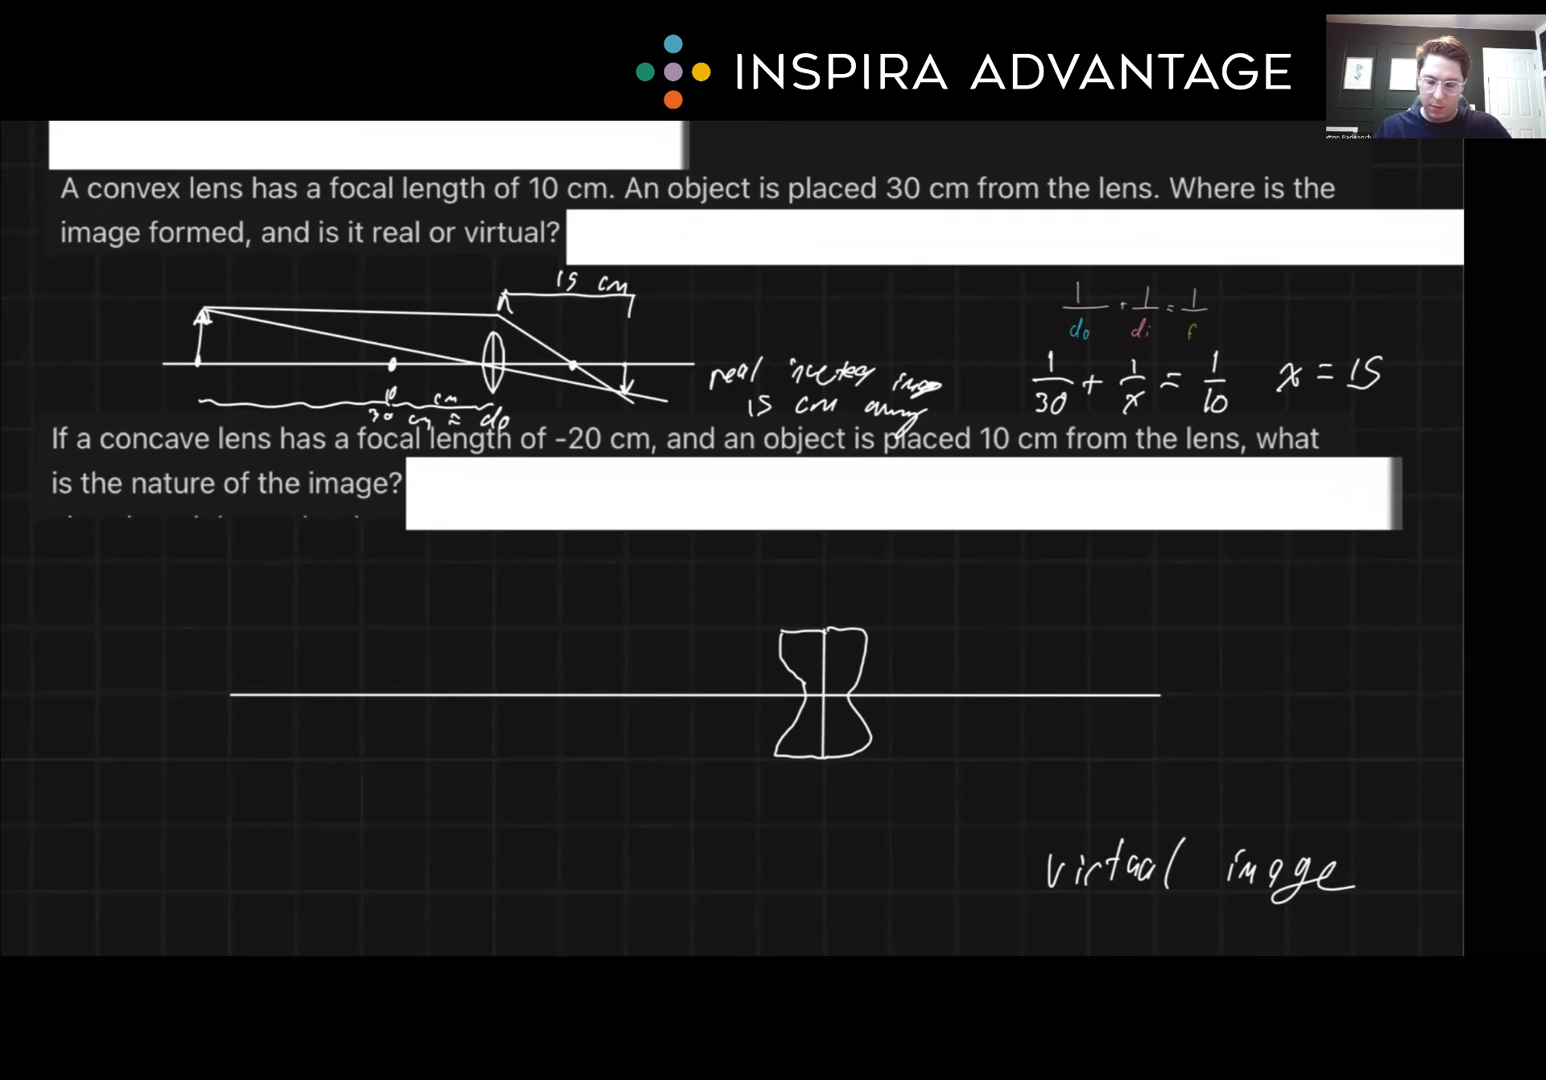 INSPIRA ADVANTAGE
A convex lens has a focal length of 10 cm. An object is placed 30 cm from the lens. Where is the
image formed, and is it real or virtual?
15 cm
1/do + 1/di = 1/f
1/30 + 1/x = 1/10 x = 15
real image
15 cm away
10 cm
30 cm = do
If a concave lens has a focal length of -20 cm, and an object is placed 10 cm from the lens, what
is the nature of the image?
virtual image